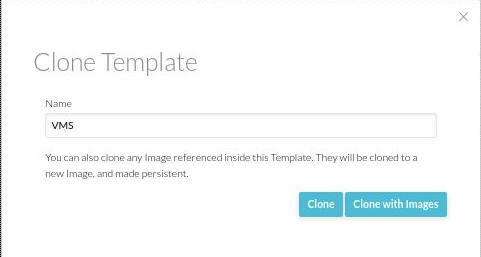 Clone Template
Name
VMS
You can also clone any Image referenced inside this Template. They will be cloned to a
new Image, and made persistent.
Clone
Clone with Images